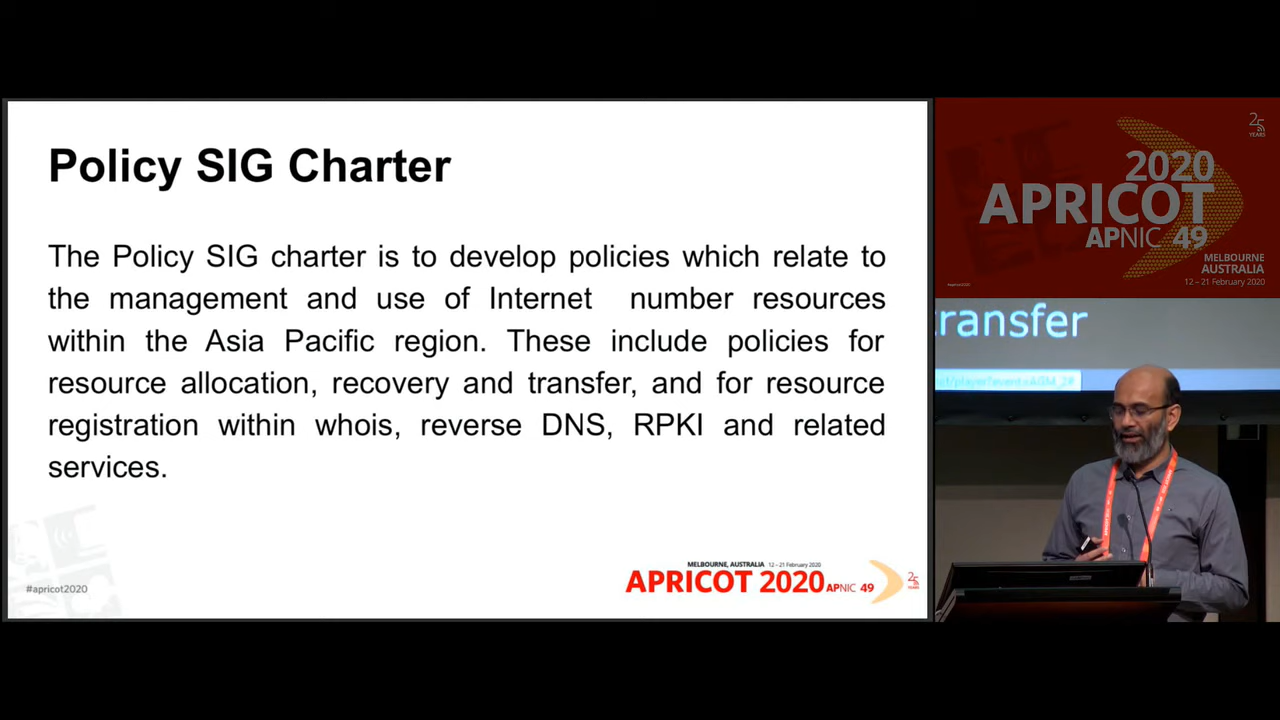 Policy SIG Charter
The Policy SIG charter is to develop policies which relate to
the management and use of Internet number resources
within the Asia Pacific region. These include policies for
resource allocation, recovery and transfer, and for resource
registration within whois, reverse DNS, RPKI and related
services.
#apricot2020
MELBOURNE, AUSTRALIA 12 – 21 February 2020
APRICOT 2020 APNIC 49
25
YEARS
25
YEARS
2020
APRICOT
APNIC 49
MELBOURNE
AUSTRALIA
12 – 21 February 2020
#apricot2020
transfer